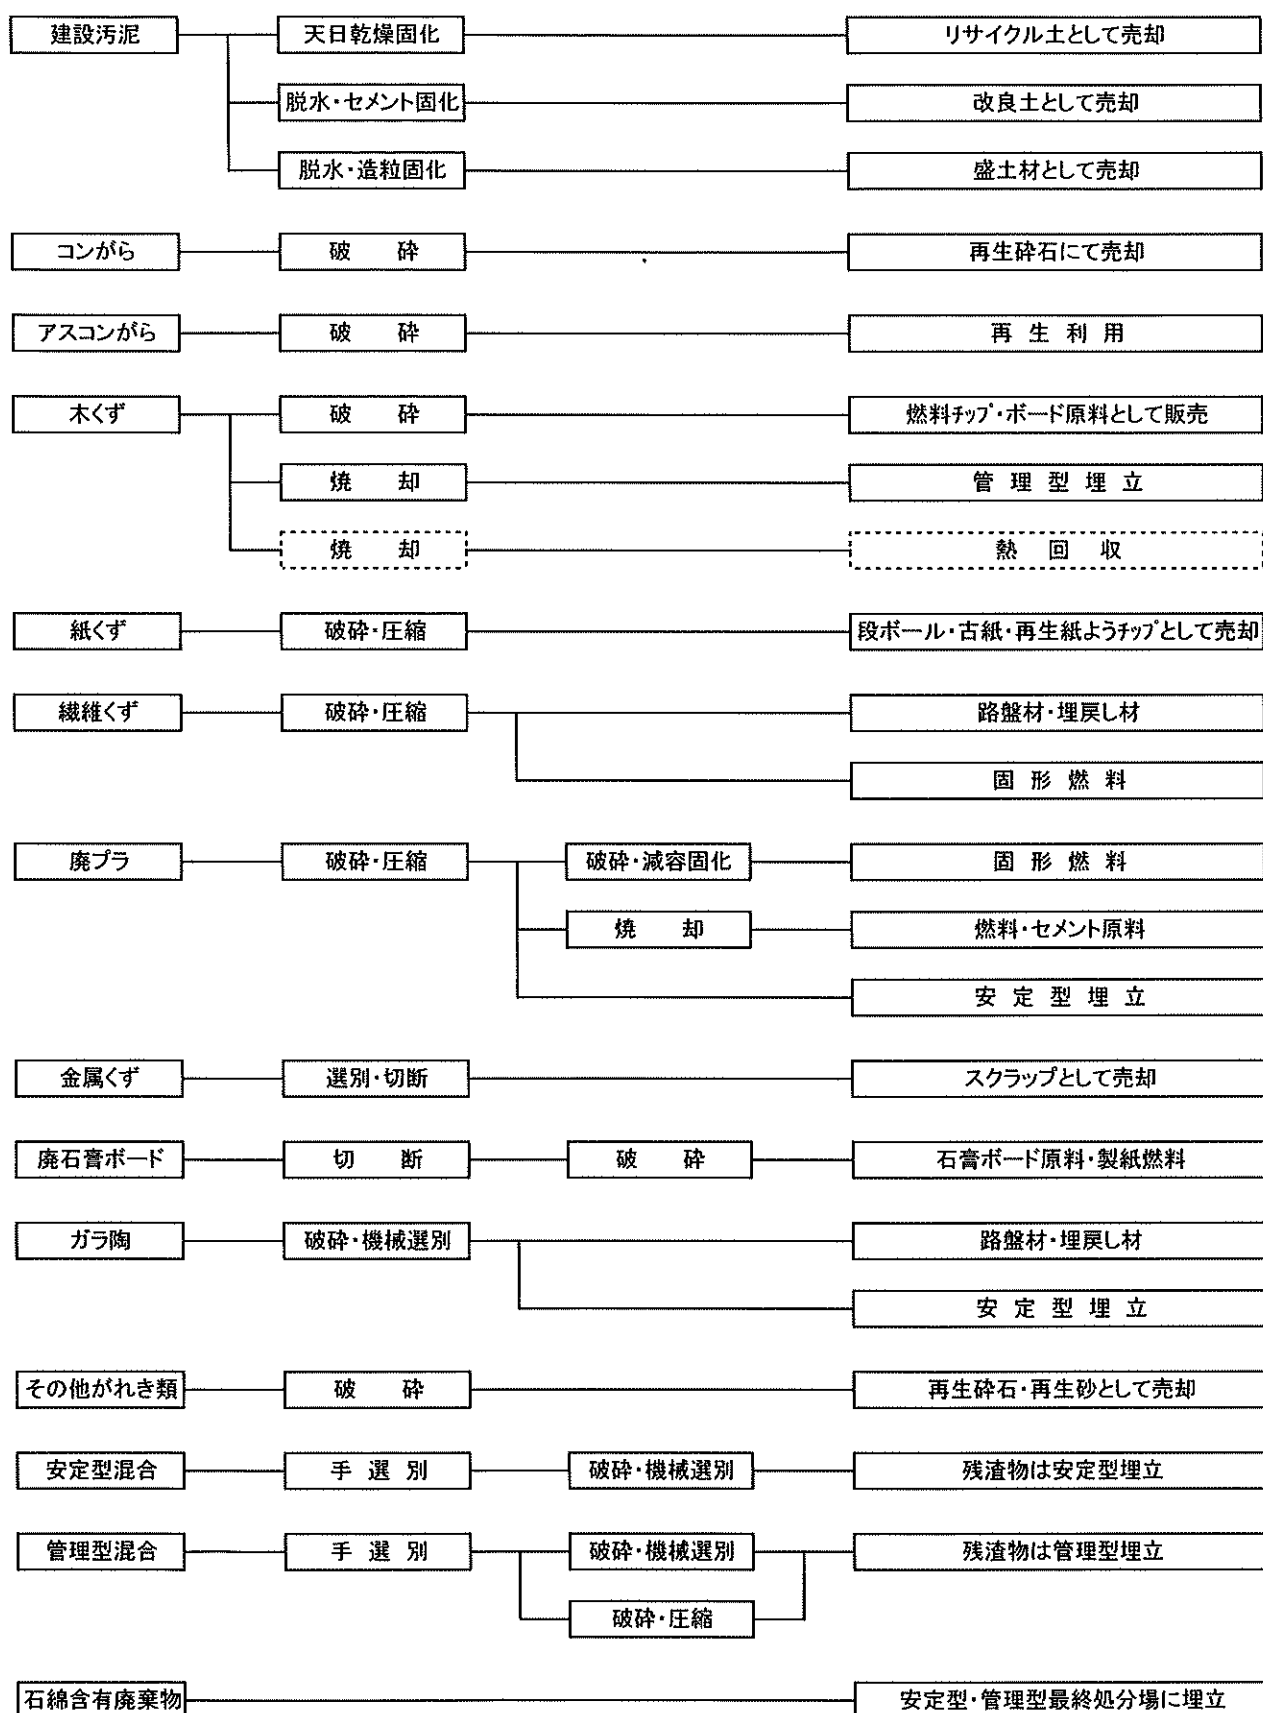 建設汚泥 天日乾燥固化 リサイクル土として売却
脱水・セメント固化 改良土として売却
脱水・造粒固化 盛土材として売却
コンがら 破 砕 再生砕石にて売却
アスコンがら 破 砕 再 生 利 用
木くず 破 砕 燃料チップ・ボード原料として販売
焼 却 管 理 型 埋 立
焼 却 熱 回 収
紙くず 破砕・圧縮 段ボール・古紙・再生紙ようチップとして売却
繊維くず 破砕・圧縮 路盤材・埋戻し材
固 形 燃 料
廃プラ 破砕・圧縮 破砕・減容固化 固 形 燃 料
焼 却 燃料・セメント原料
安 定 型 埋 立
金属くず 選別・切断 スクラップとして売却
廃石膏ボード 切 断 破 砕 石膏ボード原料・製紙燃料
ガラ陶 破砕・機械選別 路盤材・埋戻し材
安 定 型 埋 立
その他がれき類 破 砕 再生砕石・再生砂として売却
安定型混合 手 選 別 破砕・機械選別 残渣物は安定型埋立
管理型混合 手 選 別 破砕・機械選別 残渣物は管理型埋立
破砕・圧縮
石綿含有廃棄物 安定型・管理型最終処分場に埋立